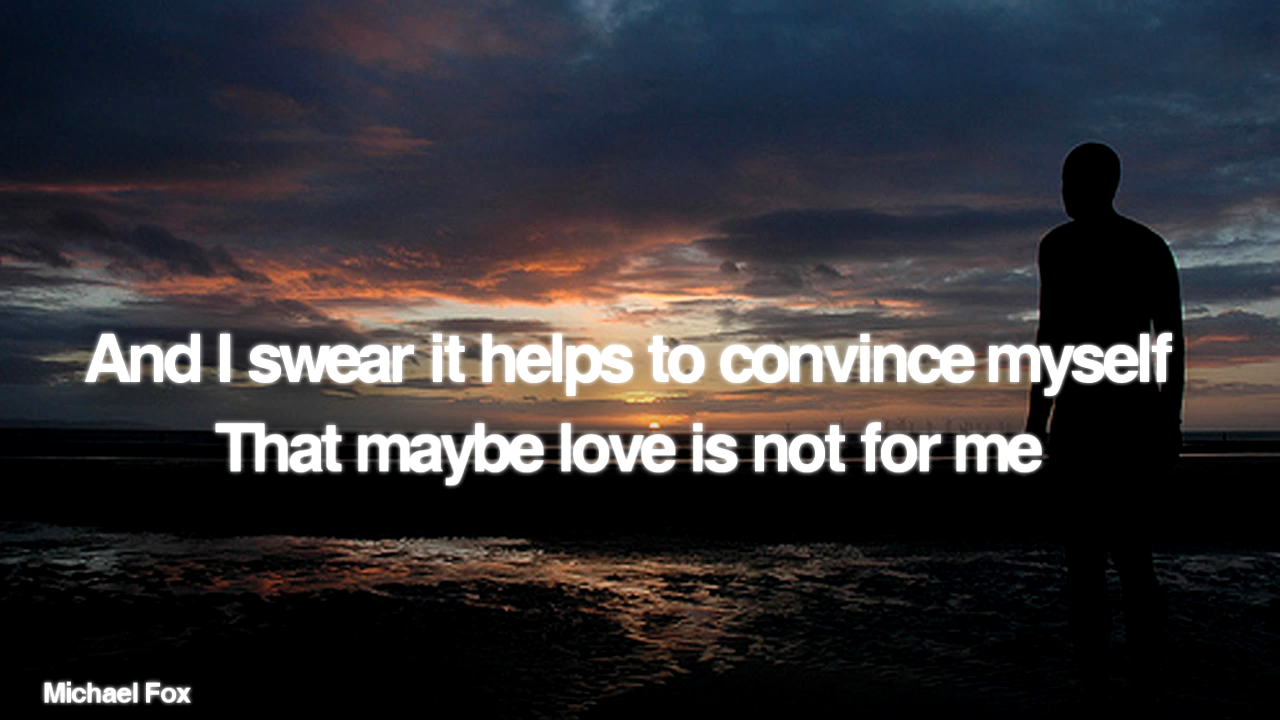 And I swear it helps to convince myself
That maybe love is not for me
Michael Fox